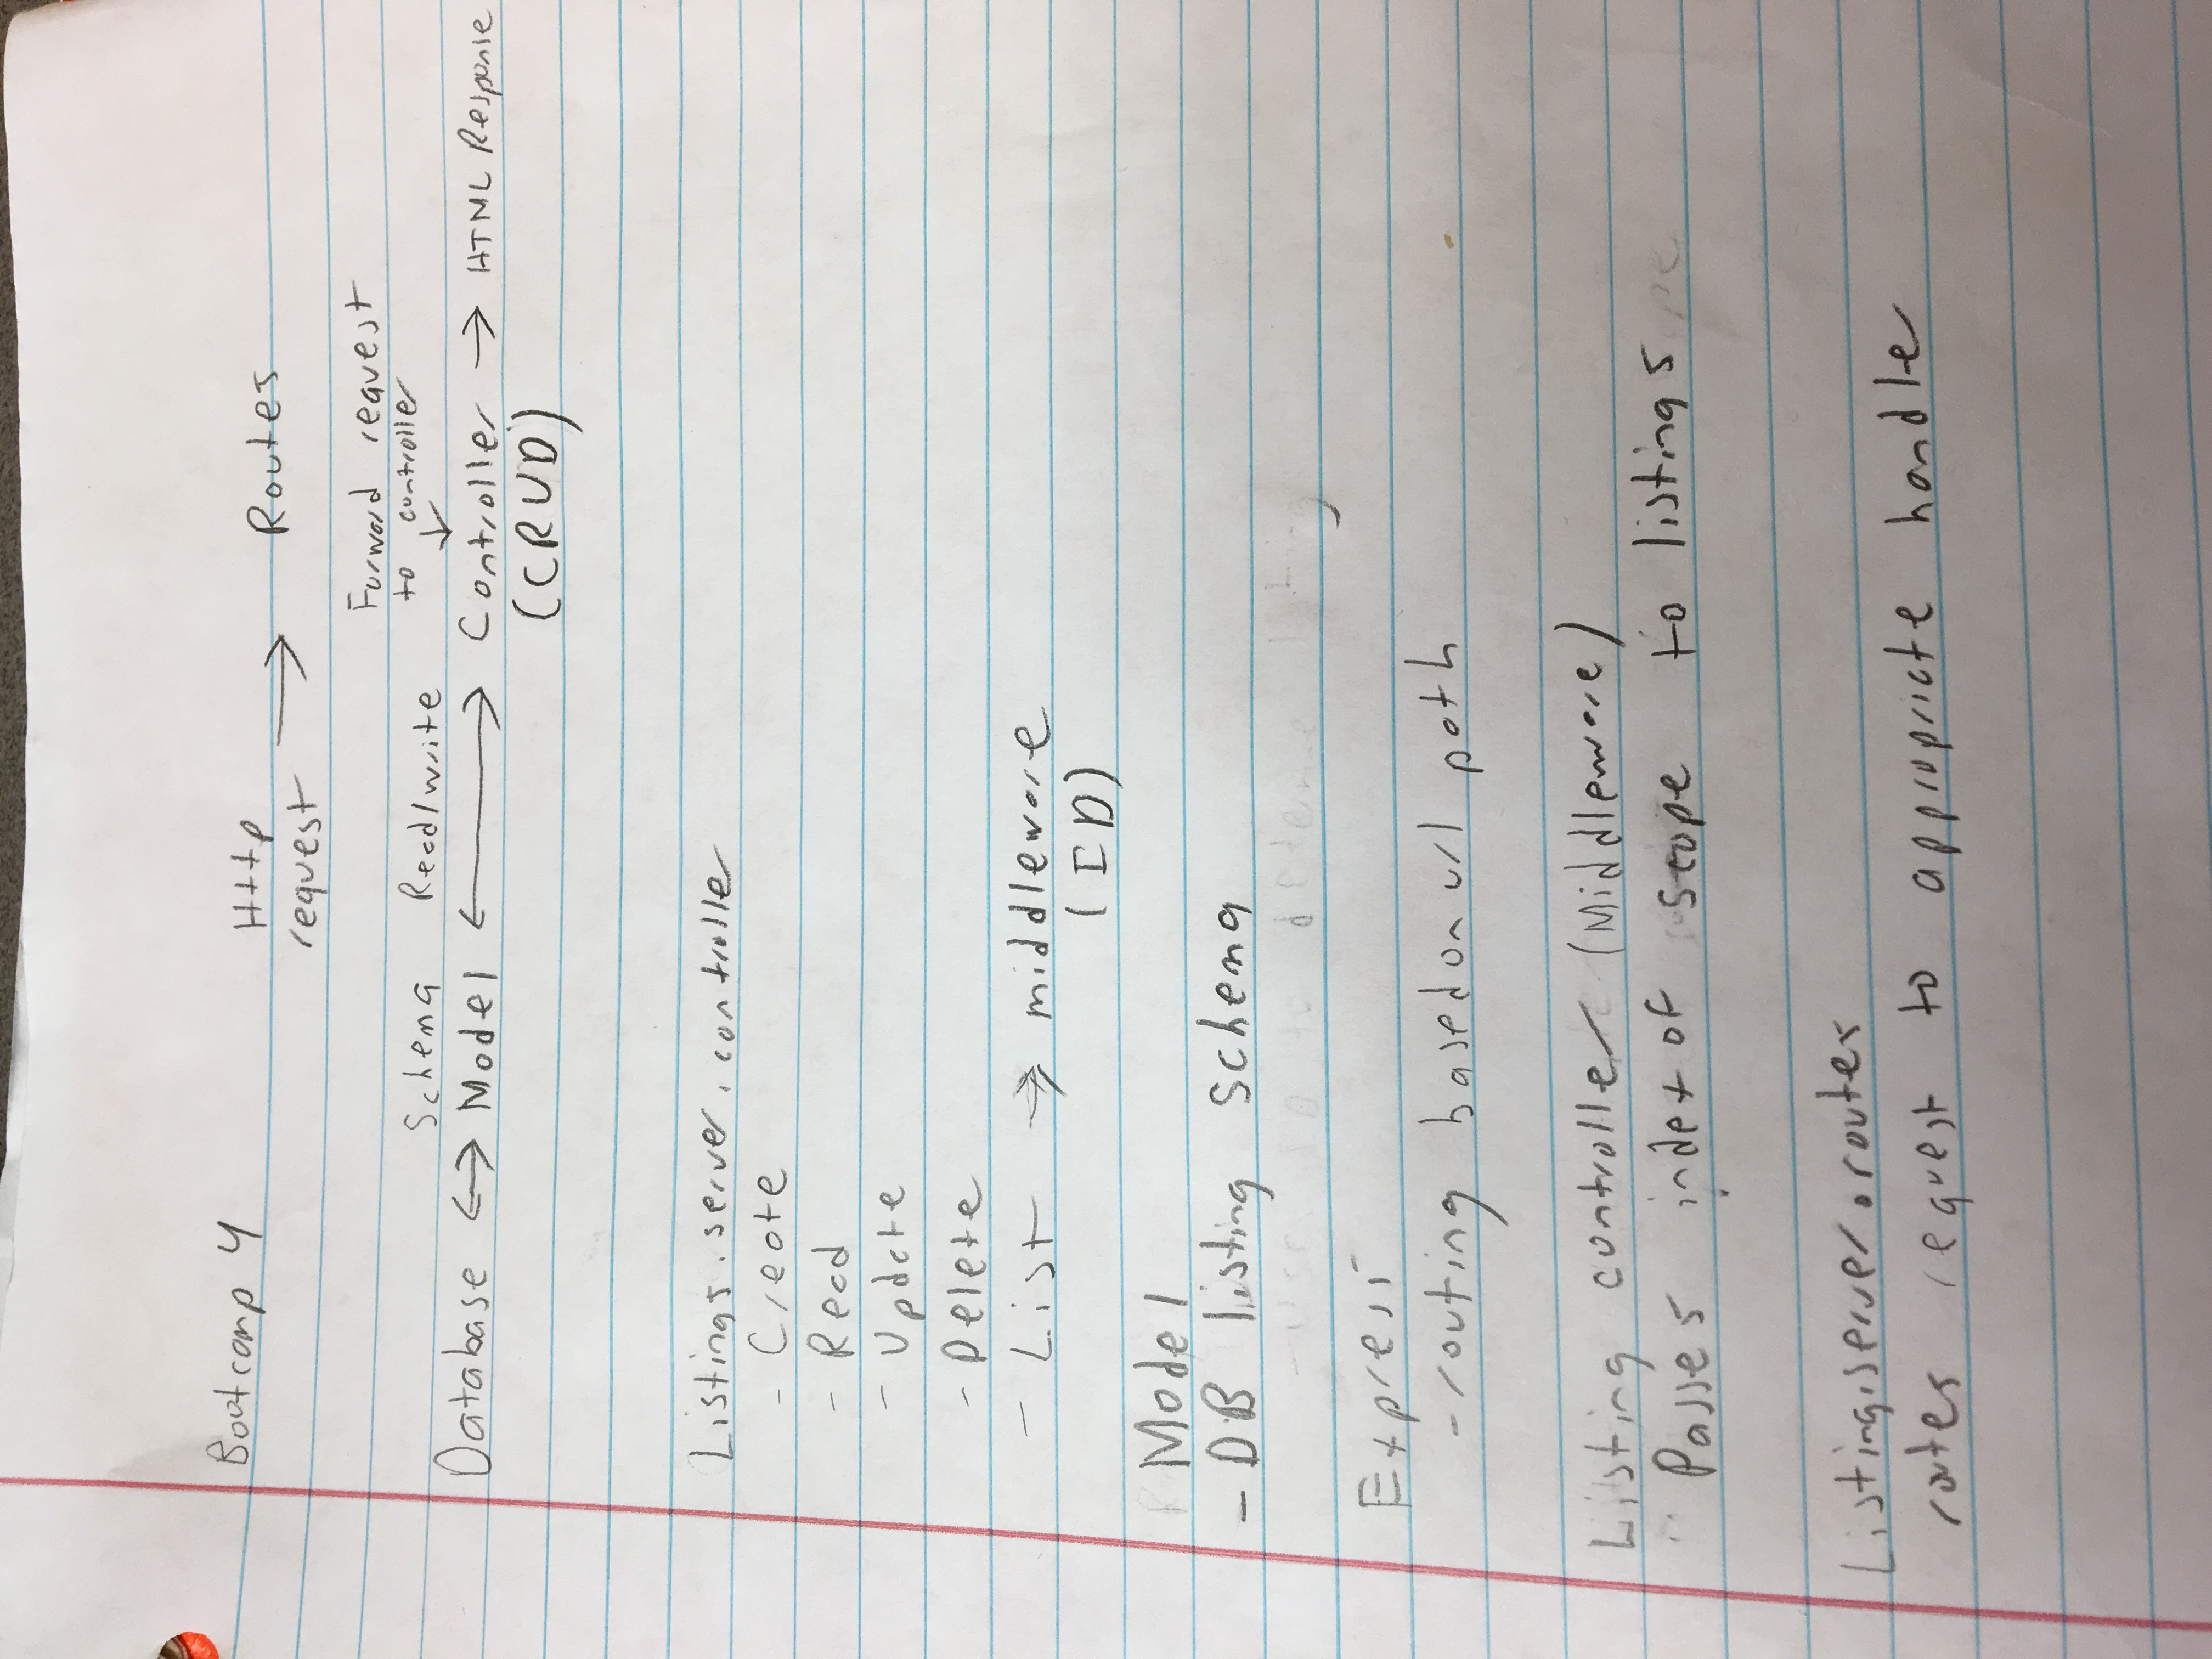 Bootcamp 4
Http
request → Routes
Forward request
to controller
↓
Schema Read/write
Database ↔ Model ↔ Controller → HTML Response
(CRUD)
Listings.server.controller
- Create
- Read
- Update
- Delete
- List → middleware
(ID)
Model
- DB listing schema
Express
- routing based on url path
Listing controller (Middleware)
Passes index of scope to listings
Listing.server.routes
routes request to appropriate handle